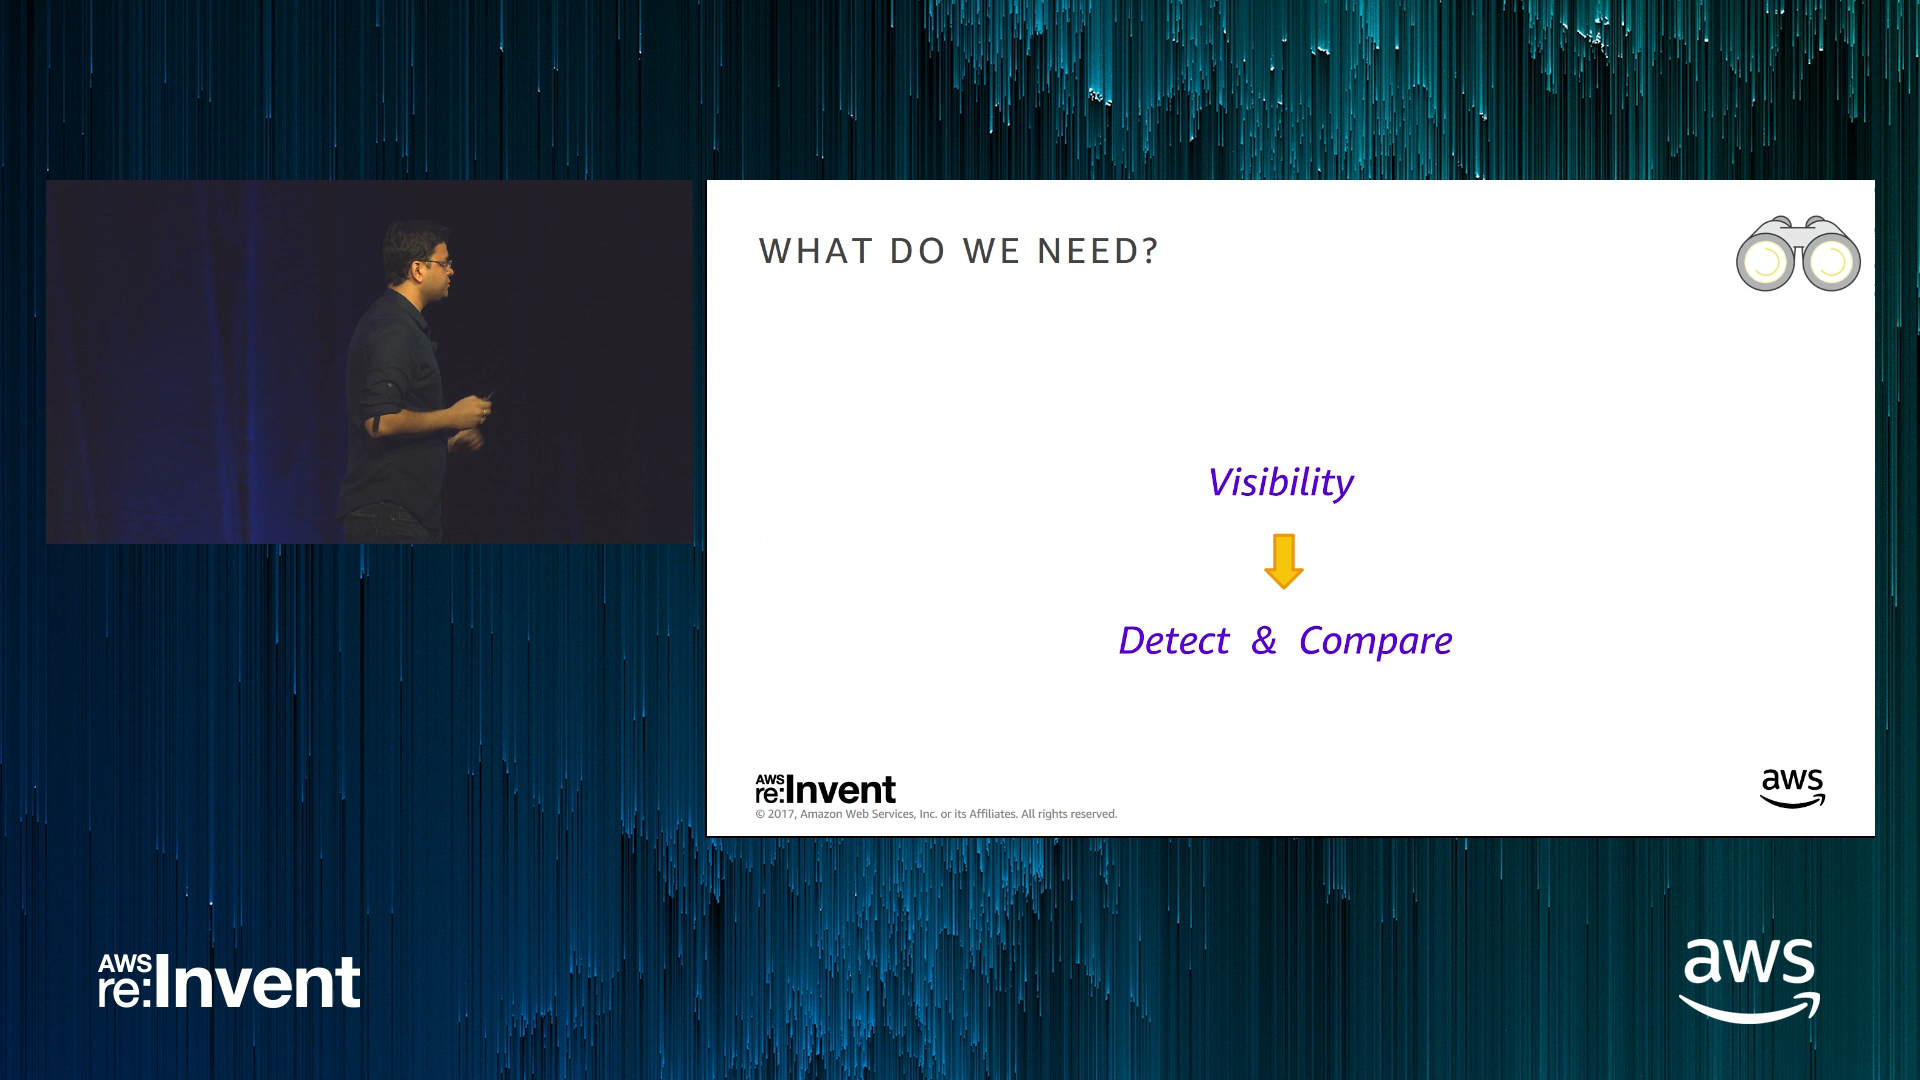 WHAT DO WE NEED?
Visibility
Detect & Compare
AWS
re:Invent
© 2017, Amazon Web Services, Inc. or its Affiliates. All rights reserved.
aws
AWS
re:Invent
aws